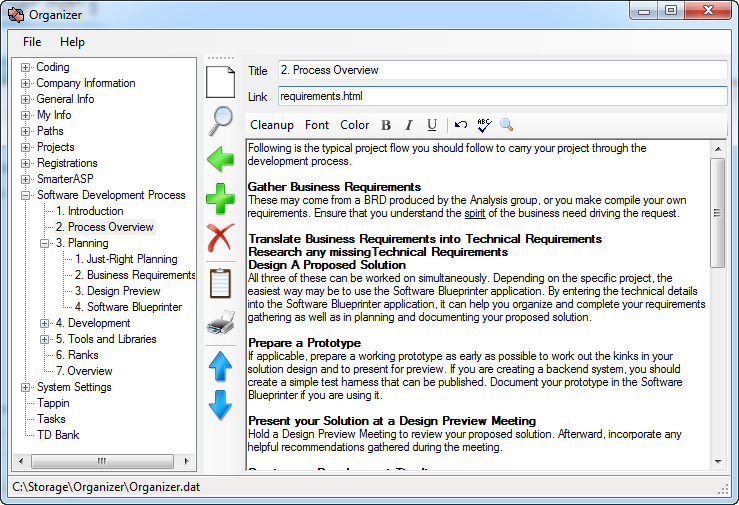 Organizer
File Help
Coding
Company Information
General Info
My Info
Paths
Projects
Registrations
SmarterASP
Software Development Process
1. Introduction
2. Process Overview
3. Planning
1. Just-Right Planning
2. Business Requirements
3. Design Preview
4. Software Blueprinter
4. Development
5. Tools and Libraries
6. Ranks
7. Overview
System Settings
Tappin
Tasks
TD Bank
Title 2. Process Overview
Link requirements.html
Cleanup Font Color B I U ABC
Following is the typical project flow you should follow to carry your project through the
development process.
Gather Business Requirements
These may come from a BRD produced by the Analysis group, or you make compile your own
requirements. Ensure that you understand the spirit of the business need driving the request.
Translate Business Requirements into Technical Requirements
Research any missingTechnical Requirements
Design A Proposed Solution
All three of these can be worked on simultaneously. Depending on the specific project, the
easiest way may be to use the Software Blueprinter application. By entering the technical details
into the Software Blueprinter application, it can help you organize and complete your requirements
gathering as well as in planning and documenting your proposed solution.
Prepare a Prototype
If applicable, prepare a working prototype as early as possible to work out the kinks in your
solution design and to present for preview. If you are creating a backend system, you should
create a simple test harness that can be published. Document your prototype in the Software
Blueprinter if you are using it.
Present your Solution at a Design Preview Meeting
Hold a Design Preview Meeting to review your proposed solution. Afterward, incorporate any
helpful recommendations gathered during the meeting.
C:\Storage\Organizer\Organizer.dat